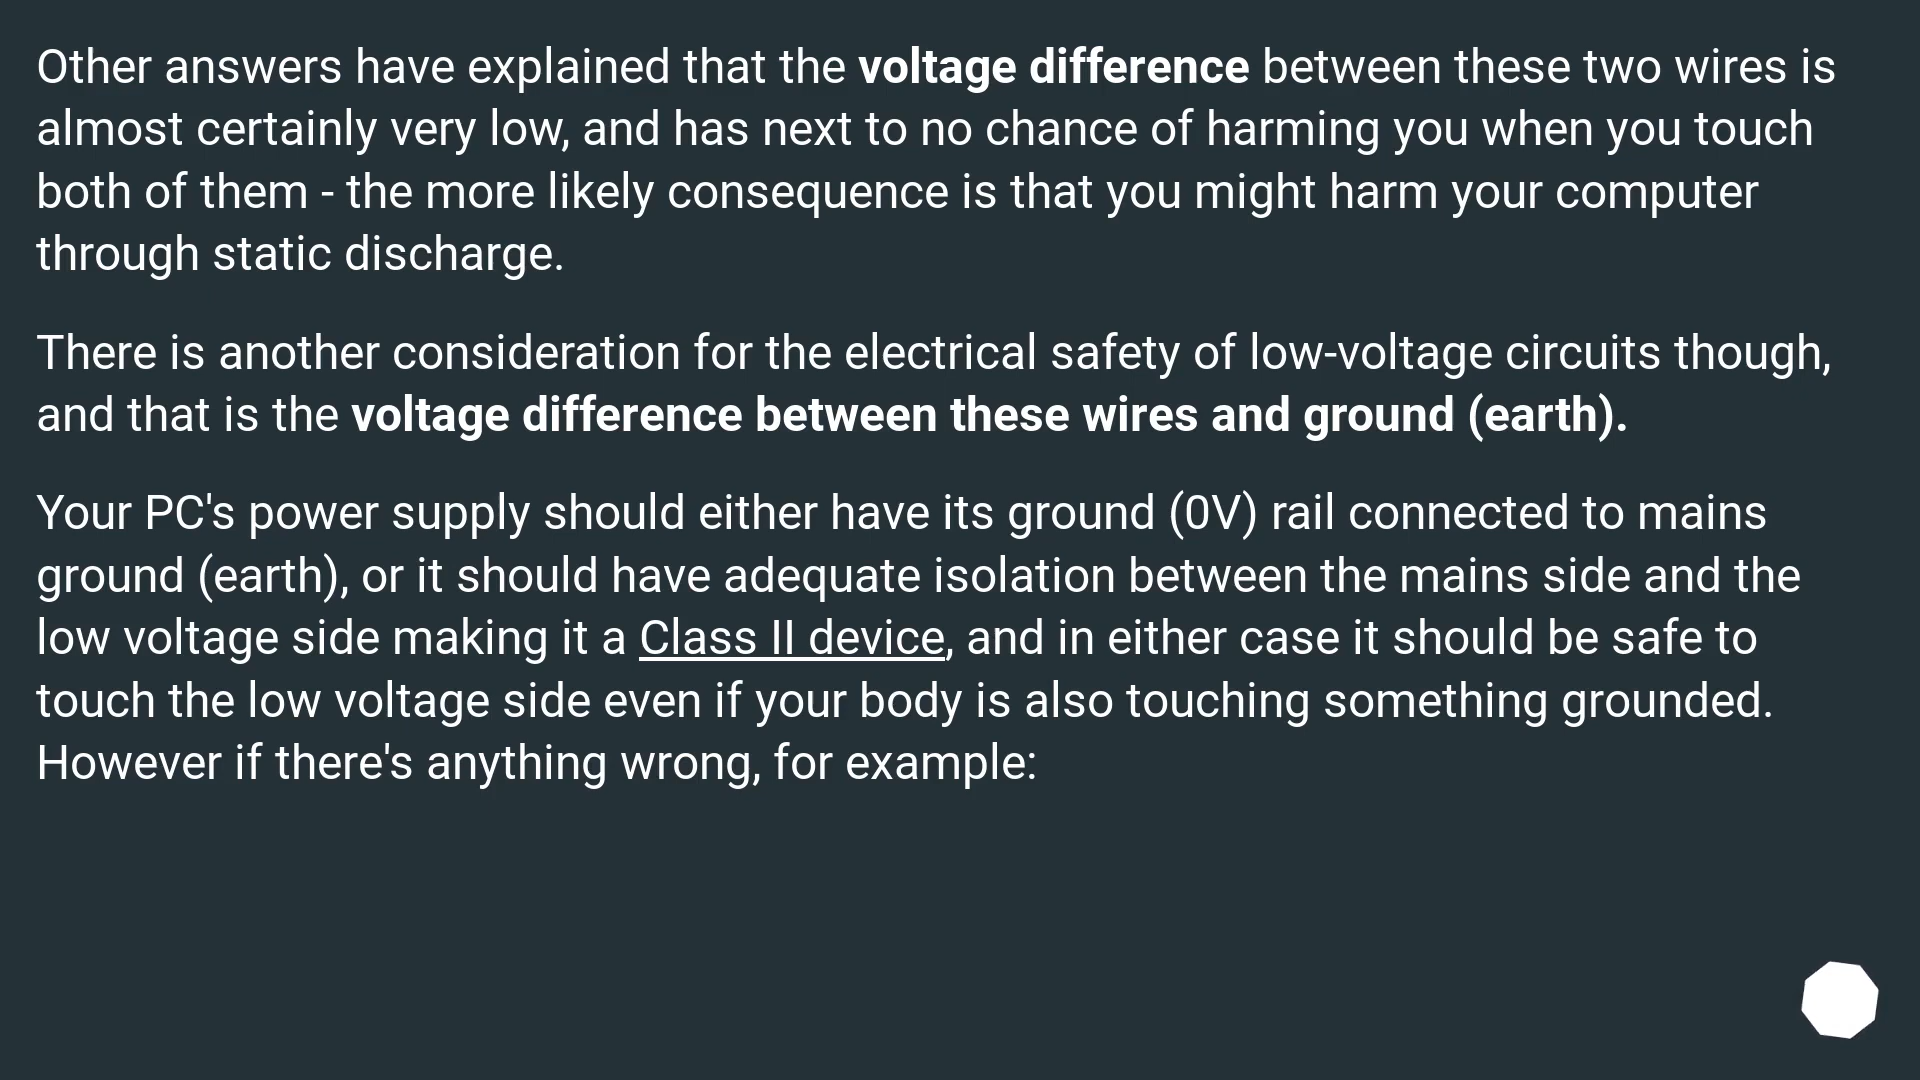 Other answers have explained that the voltage difference between these two wires is
almost certainly very low, and has next to no chance of harming you when you touch
both of them - the more likely consequence is that you might harm your computer
through static discharge.
There is another consideration for the electrical safety of low-voltage circuits though,
and that is the voltage difference between these wires and ground (earth).
Your PC's power supply should either have its ground (0V) rail connected to mains
ground (earth), or it should have adequate isolation between the mains side and the
low voltage side making it a Class II device, and in either case it should be safe to
touch the low voltage side even if your body is also touching something grounded.
However if there's anything wrong, for example: